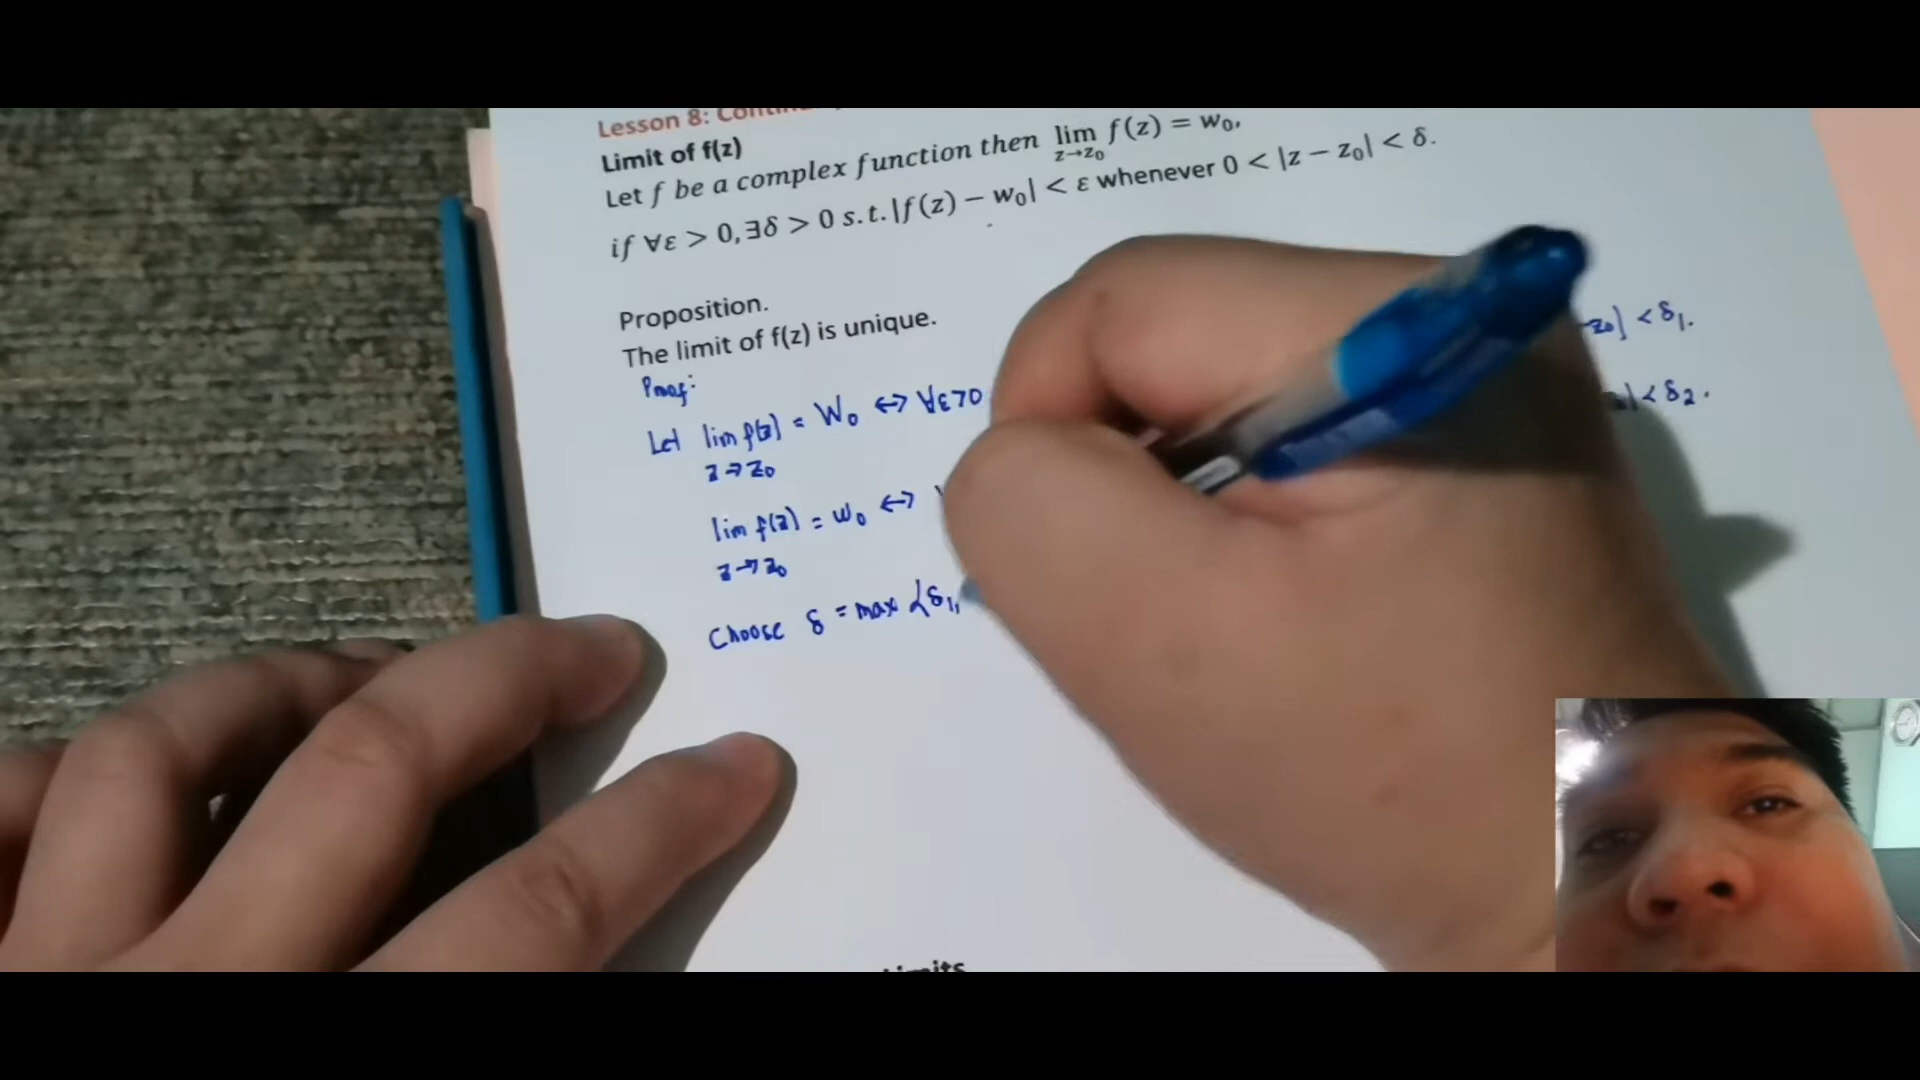 Lesson 8:
Limit of f(z)
Let f be a complex function then lim z→z₀ f(z) = w₀,
if ∀ε > 0, ∃δ > 0 s.t. |f(z) − w₀| < ε whenever 0 < |z − z₀| < δ.
Proposition.
The limit of f(z) is unique.
Proof:
Let lim f(z) = W₀ ↔ ∀ε>0
z→z₀
z₀| < δ₁.
lim f(z) = w₀ ↔
z→z₀
|< δ₂.
Choose δ = max {δ₁,